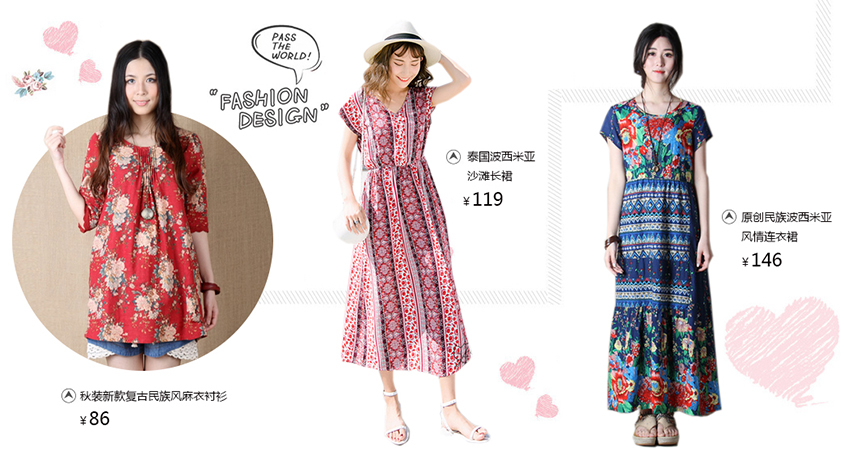 PASS
THE
WORLD!
"FASHION
DESIGN"
泰国波西米亚
沙滩长裙
¥119
原创民族波西米亚
风情连衣裙
¥146
秋装新款复古民族风麻衣衬衫
¥86